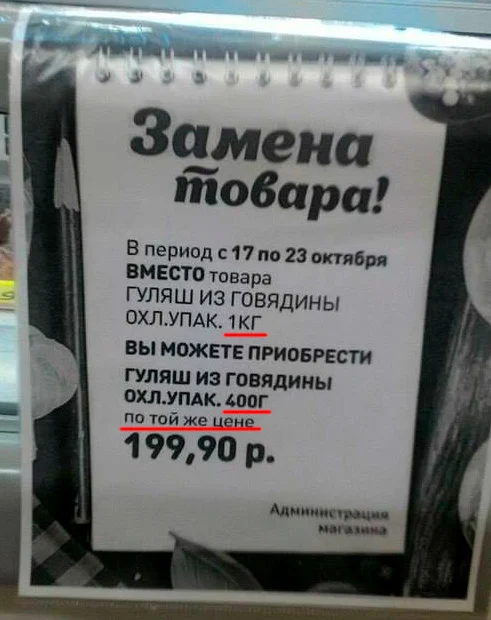 Замена
товара!
В период с 17 по 23 октября
ВМЕСТО товара
ГУЛЯШ ИЗ ГОВЯДИНЫ
ОХЛ.УПАК. 1КГ
ВЫ МОЖЕТЕ ПРИОБРЕСТИ
ГУЛЯШ ИЗ ГОВЯДИНЫ
ОХЛ.УПАК. 400Г
по той же цене
199,90 р.
Администрация
магазина